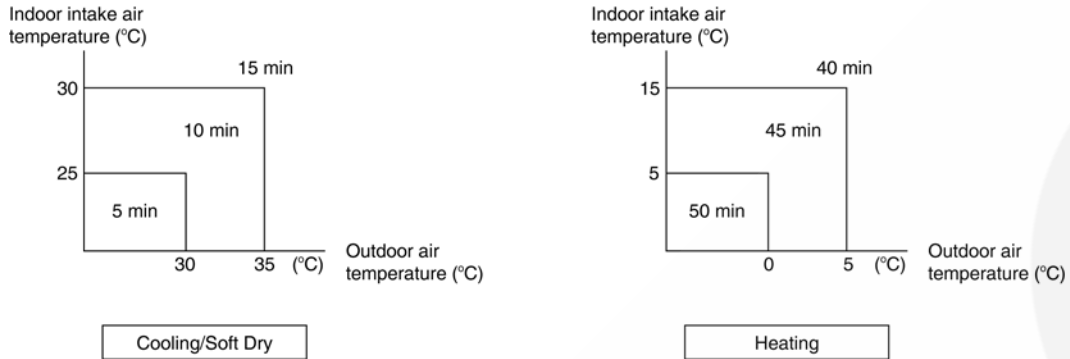 Indoor intake air
temperature (°C)
15 min
30
10 min
25
5 min
30 35 (°C)
Outdoor air
temperature (°C)
Cooling/Soft Dry
Indoor intake air
temperature (°C)
40 min
15
45 min
5
50 min
0 5 (°C)
Outdoor air
temperature (°C)
Heating